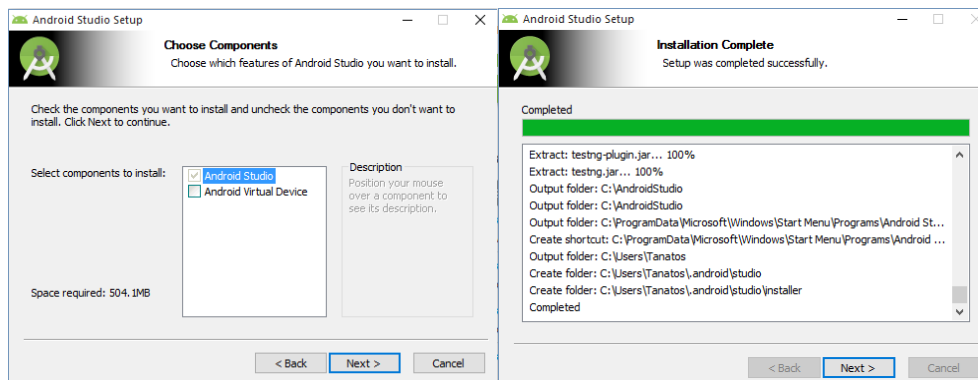 Android Studio Setup
Choose Components
Choose which features of Android Studio you want to install.
Check the components you want to install and uncheck the components you don't want to
install. Click Next to continue.
Select components to install:
Android Studio
Android Virtual Device
Description
Position your mouse
over a component to
see its description.
Space required: 504.1MB
< Back
Next >
Cancel
Android Studio Setup
Installation Complete
Setup was completed successfully.
Completed
Extract: testng-plugin.jar... 100%
Extract: testng.jar... 100%
Output folder: C:\AndroidStudio
Output folder: C:\AndroidStudio
Output folder: C:\ProgramData\Microsoft\Windows\Start Menu\Programs\Android St...
Create shortcut: C:\ProgramData\Microsoft\Windows\Start Menu\Programs\Android ...
Output folder: C:\Users\Tanatos
Create folder: C:\Users\Tanatos\.android\studio
Create folder: C:\Users\Tanatos\.android\studio\installer
Completed
< Back
Next >
Cancel